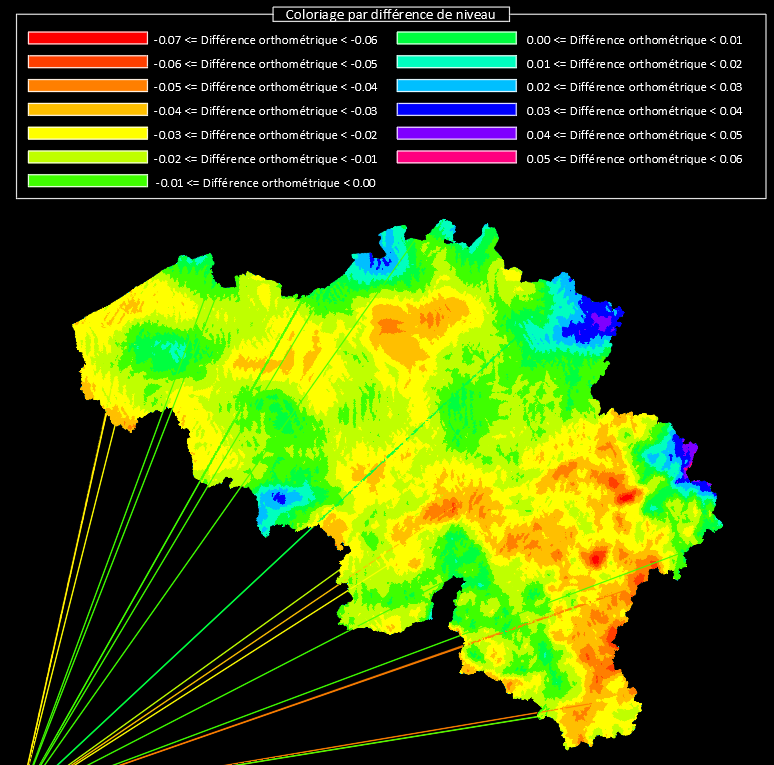 Coloriage par différence de niveau
-0.07 <= Différence orthométrique < -0.06
-0.06 <= Différence orthométrique < -0.05
-0.05 <= Différence orthométrique < -0.04
-0.04 <= Différence orthométrique < -0.03
-0.03 <= Différence orthométrique < -0.02
-0.02 <= Différence orthométrique < -0.01
-0.01 <= Différence orthométrique < 0.00
0.00 <= Différence orthométrique < 0.01
0.01 <= Différence orthométrique < 0.02
0.02 <= Différence orthométrique < 0.03
0.03 <= Différence orthométrique < 0.04
0.04 <= Différence orthométrique < 0.05
0.05 <= Différence orthométrique < 0.06